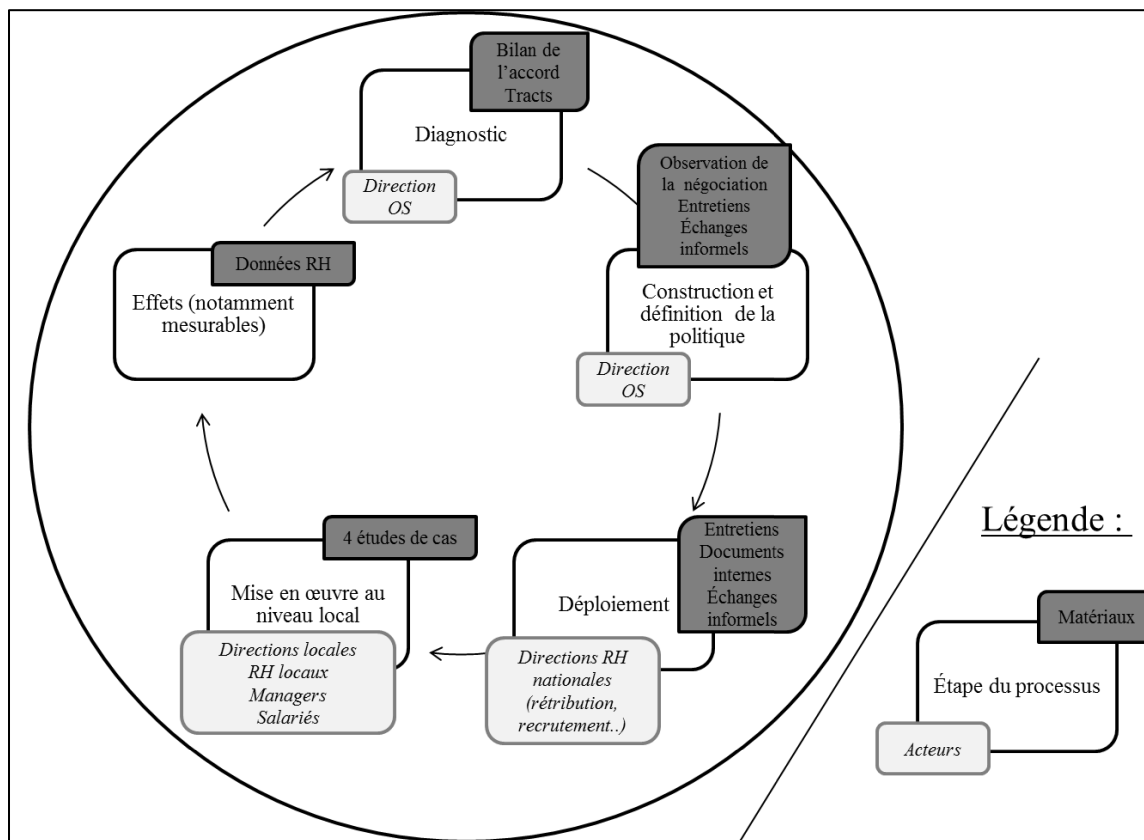 Bilan de
l'accord
Tracts
Diagnostic
Direction
OS
Observation de
la négociation
Entretiens
Échanges
informels
Construction et
définition de la
politique
Direction
OS
Entretiens
Documents
internes
Échanges
informels
Déploiement
Directions RH
nationales
(rétribution,
recrutement..)
4 études de cas
Mise en œuvre au
niveau local
Directions locales
RH locaux
Managers
Salariés
Données RH
Effets (notamment
mesurables)
Légende :
Matériaux
Étape du processus
Acteurs